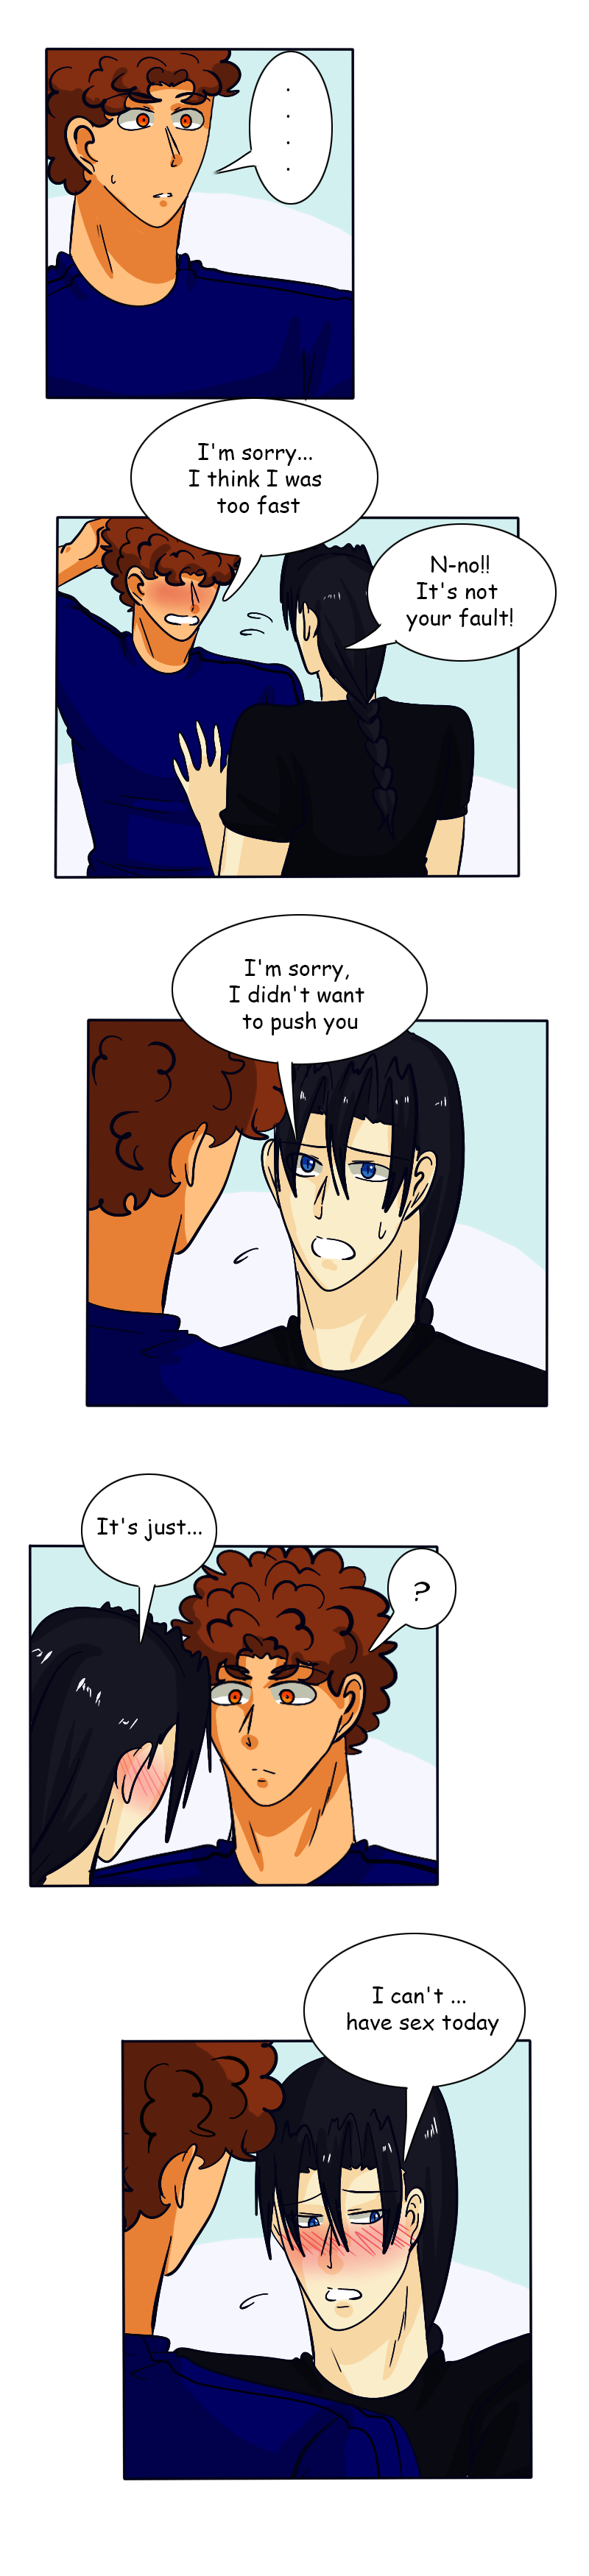 . . . .
I'm sorry...
I think I was
too fast
N-no!!
It's not
your fault!
I'm sorry,
I didn't want
to push you
It's just...
?
I can't ...
have sex today